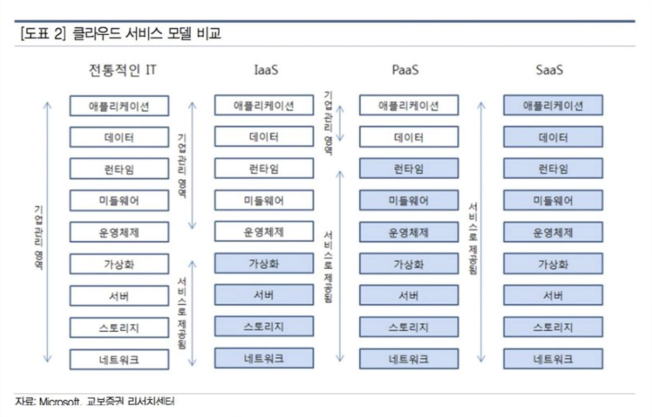 [도표 2] 클라우드 서비스 모델 비교
전통적인 IT
IaaS
PaaS
SaaS
기업관리 영역
애플리케이션
데이터
런타임
미들웨어
운영체제
가상화
서버
스토리지
네트워크
기업관리 영역
서비스로 제공됨
애플리케이션
데이터
런타임
미들웨어
운영체제
가상화
서버
스토리지
네트워크
기업관리 영역
서비스로 제공됨
애플리케이션
데이터
런타임
미들웨어
운영체제
가상화
서버
스토리지
네트워크
서비스로 제공됨
애플리케이션
데이터
런타임
미들웨어
운영체제
가상화
서버
스토리지
네트워크
자료: Microsoft, 교보증권 리서치센터